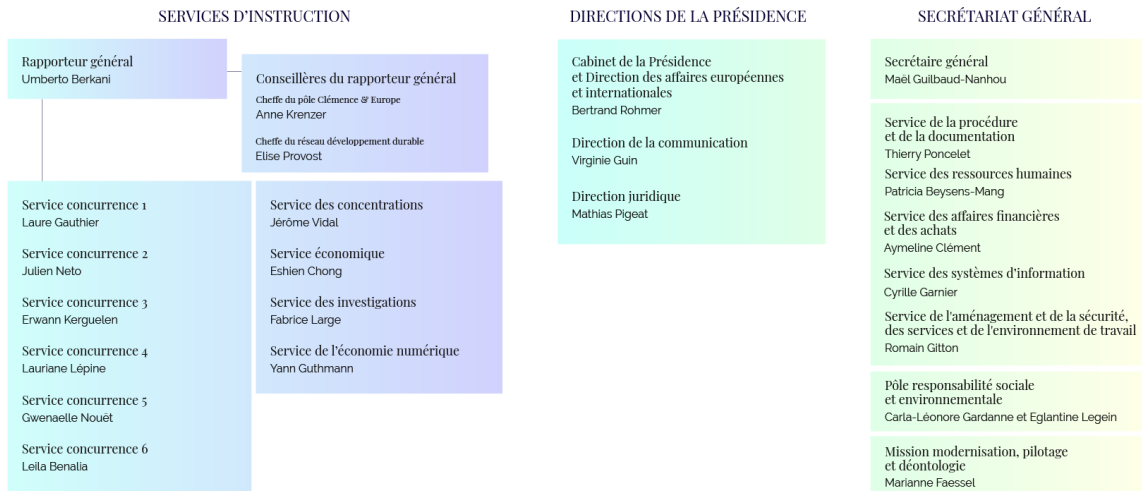 SERVICES D’INSTRUCTION
Rapporteur général
Umberto Berkani
Conseillères du rapporteur général
Cheffe du pôle Clémence & Europe
Anne Krenzer
Cheffe du réseau développement durable
Elise Provost
Service concurrence 1
Laure Gauthier
Service concurrence 2
Julien Neto
Service concurrence 3
Erwann Kerguelen
Service concurrence 4
Lauriane Lépine
Service concurrence 5
Gwenaelle Nouët
Service concurrence 6
Leila Benalia
Service des concentrations
Jérôme Vidal
Service économique
Eshien Chong
Service des investigations
Fabrice Large
Service de l’économie numérique
Yann Guthmann
DIRECTIONS DE LA PRÉSIDENCE
Cabinet de la Présidence
et Direction des affaires européennes
et internationales
Bertrand Rohmer
Direction de la communication
Virginie Guin
Direction juridique
Mathias Pigeat
SECRÉTARIAT GÉNÉRAL
Secrétaire général
Maël Guilbaud-Nanhou
Service de la procédure
et de la documentation
Thierry Poncelet
Service des ressources humaines
Patricia Beysens-Mang
Service des affaires financières
et des achats
Aymeline Clément
Service des systèmes d’information
Cyrille Garnier
Service de l'aménagement et de la sécurité,
des services et de l'environnement de travail
Romain Gitton
Pôle responsabilité sociale
et environnementale
Carla-Léonore Gardanne et Eglantine Legein
Mission modernisation, pilotage
et déontologie
Marianne Faessel